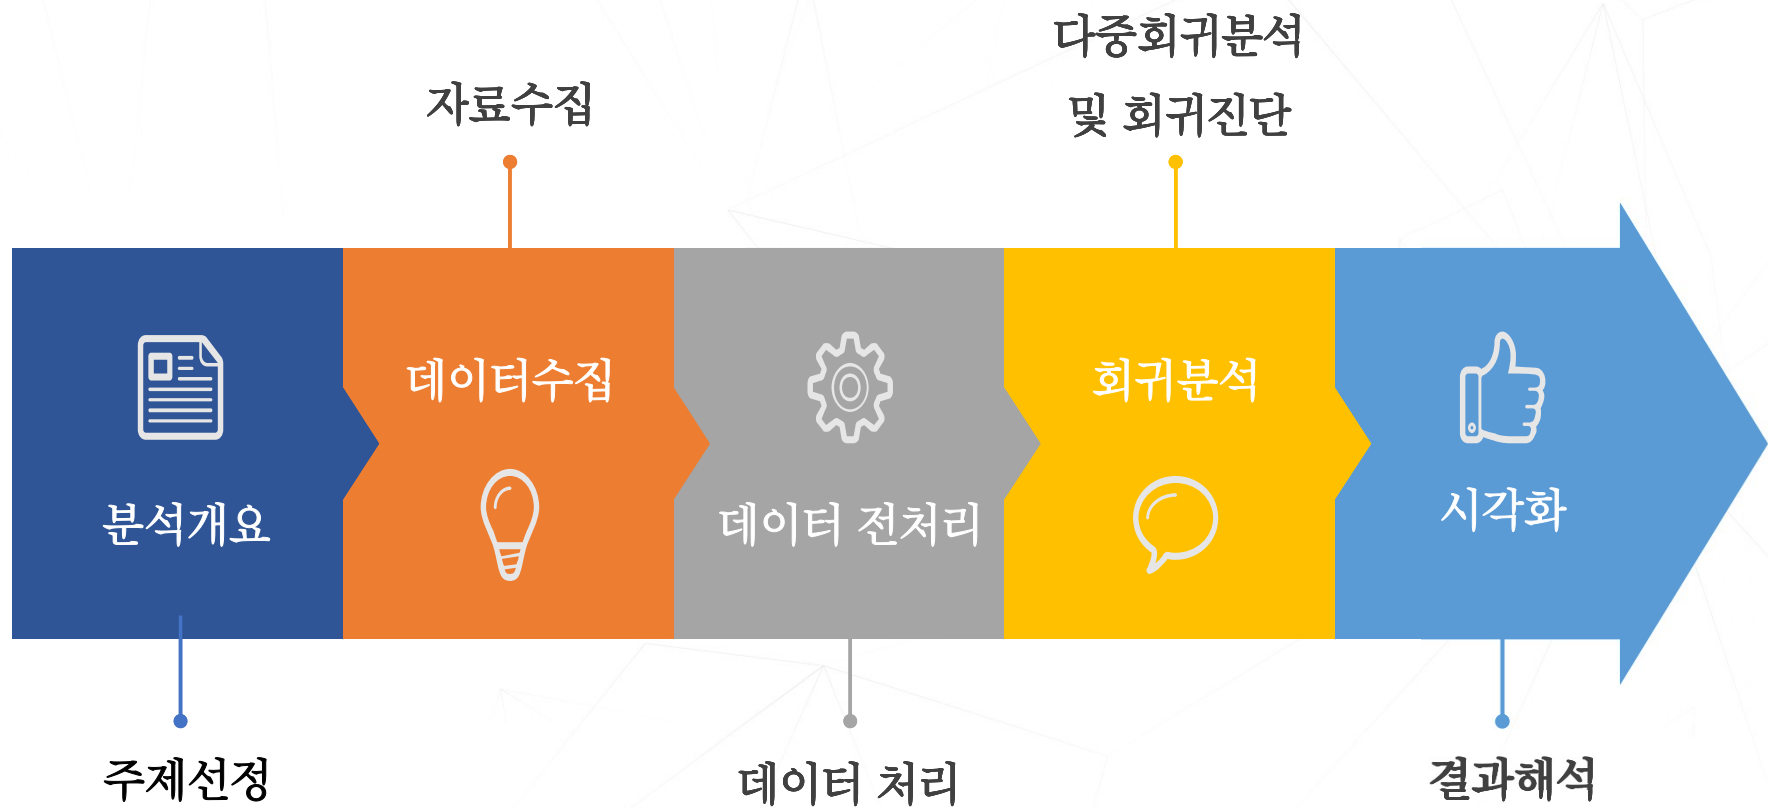 다중회귀분석
및 회귀진단
자료수집
데이터수집
회귀분석
분석개요
데이터 전처리
시각화
주제선정
데이터 처리
결과해석